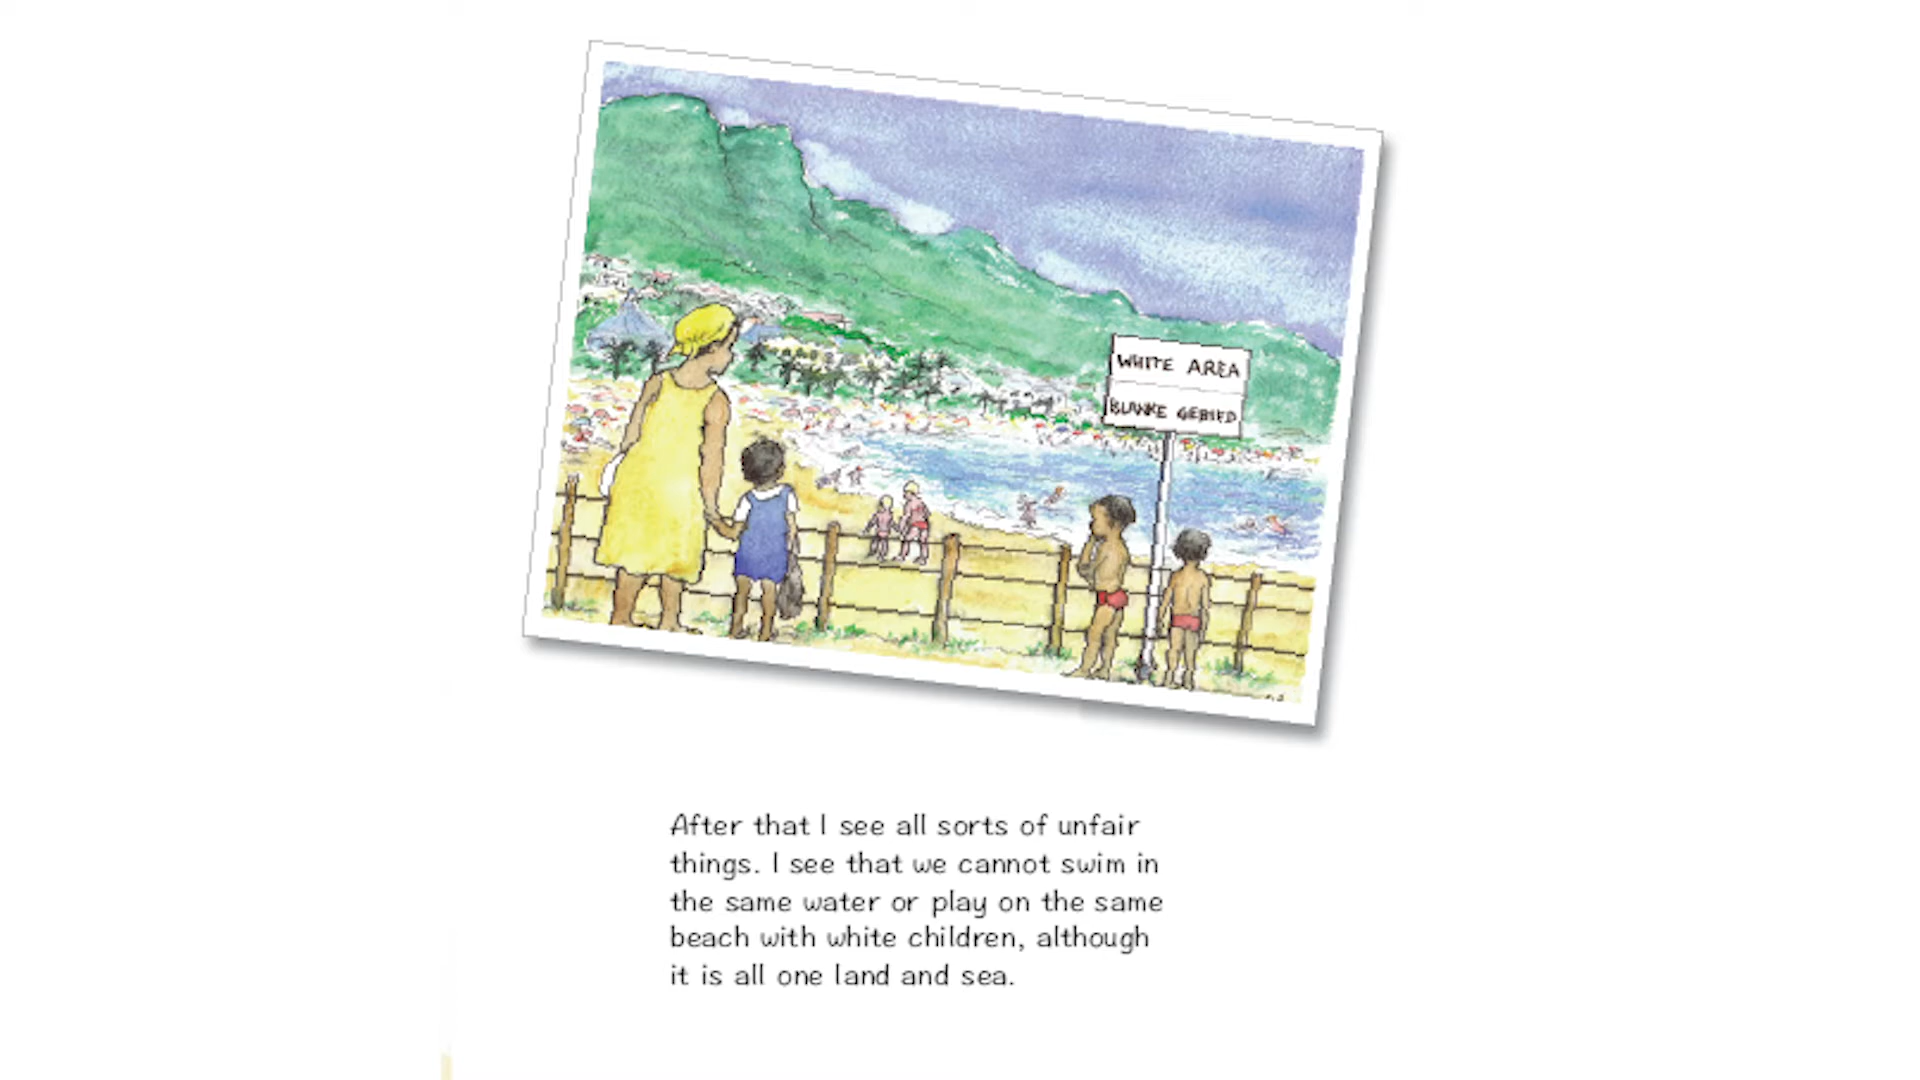 WHITE AREA
BLANKE GEBIED
After that I see all sorts of unfair
things. I see that we cannot swim in
the same water or play on the same
beach with white children, although
it is all one land and sea.